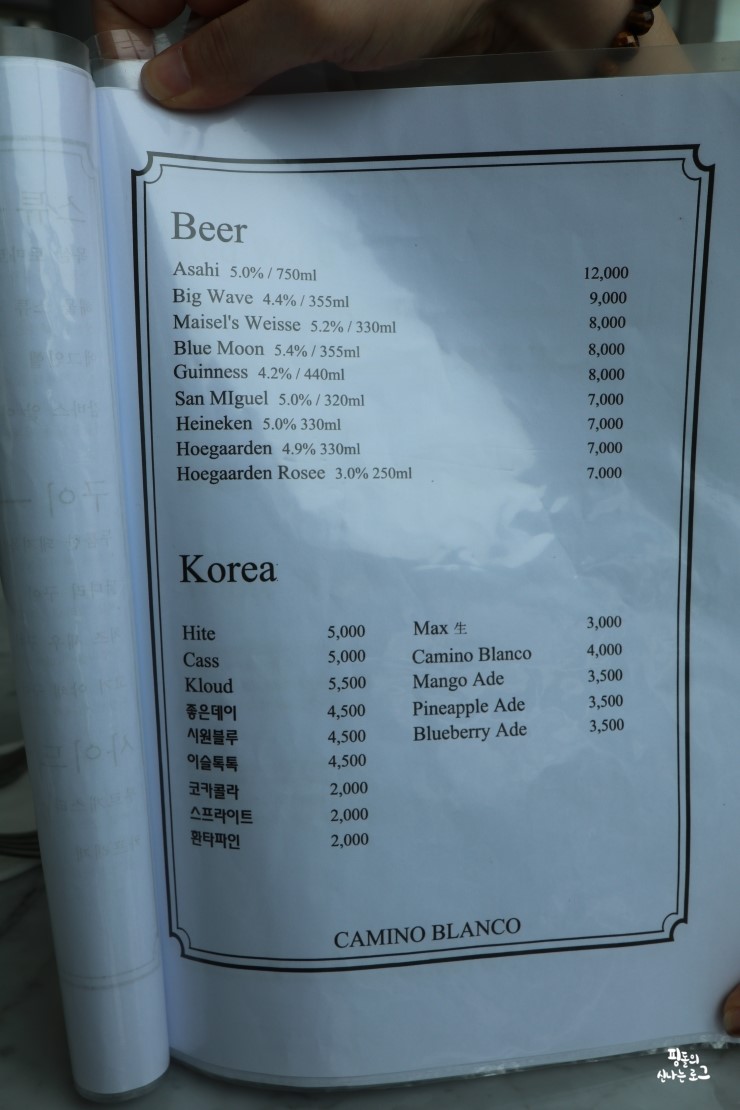 Beer
Asahi 5.0% / 750ml 12,000
Big Wave 4.4% / 355ml 9,000
Maisel's Weisse 5.2% / 330ml 8,000
Blue Moon 5.4% / 355ml 8,000
Guinness 4.2% / 440ml 8,000
San MIguel 5.0% / 320ml 7,000
Heineken 5.0% 330ml 7,000
Hoegaarden 4.9% 330ml 7,000
Hoegaarden Rosee 3.0% 250ml 7.000
Korea
Hite 5,000
Cass 5,000
Kloud 5,500
좋은데이 4,500
시원블루 4,500
이슬톡톡 4,500
코카콜라 2,000
스프라이트 2,000
환타파인 2,000
Max 生 3,000
Camino Blanco 4,000
Mango Ade 3,500
Pineapple Ade 3,500
Blueberry Ade 3,500
CAMINO BLANCO
핑돌의
신나는 로그